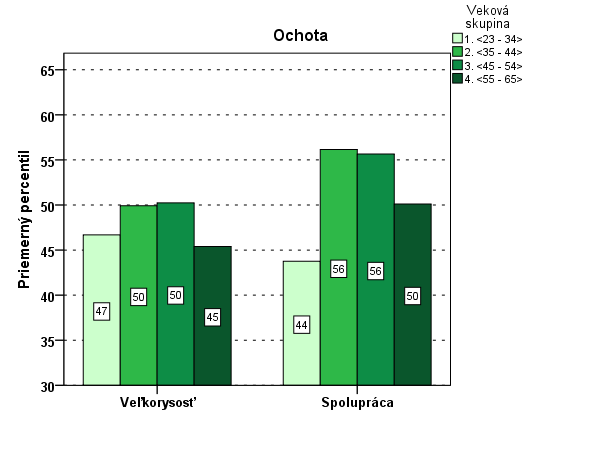 Veková
skupina
1. <23 - 34>
2. <35 - 44>
3. <45 - 54>
4. <55 - 65>
Ochota
Priemerný percentil
65
60
55
50
45
40
35
30
47
50
50
45
44
56
56
50
Veľkorysosť
Spolupráca